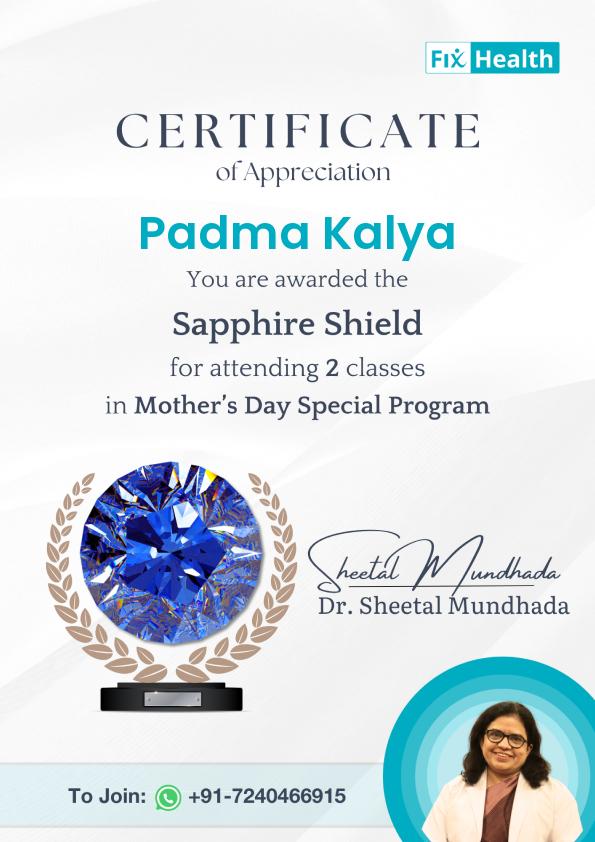 Fix Health
CERTIFICATE
of Appreciation
Padma Kalya
You are awarded the
Sapphire Shield
for attending 2 classes
in Mother's Day Special Program
Sheetal Mundhada
Dr. Sheetal Mundhada
To Join: +91-7240466915